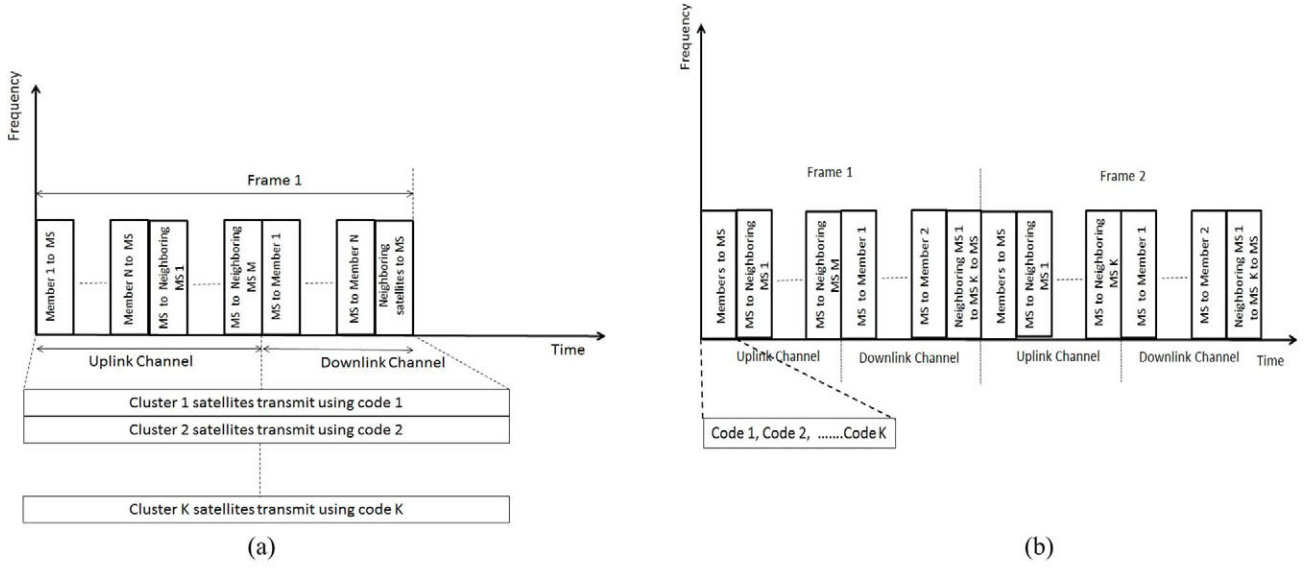 Frequency
Frame 1
Member 1 to MS
Member N to MS
MS to Neighboring
MS 1
MS to Neighboring
MS M
MS to Member 1
MS to Member N
Neighboring
satellites to MS
Time
Uplink Channel
Downlink Channel
Cluster 1 satellites transmit using code 1
Cluster 2 satellites transmit using code 2
Cluster K satellites transmit using code K
(a)
Frequency
Frame 1
Frame 2
Members to MS
MS to Neighboring
MS 1
MS to Neighboring
MS M
MS to Member 1
MS to Member 2
Neighboring MS 1
to MS K to MS
Members to MS
MS to Neighboring
MS 1
MS to Neighboring
MS K
MS to Member 1
MS to Member 2
Neighboring MS 1
to MS K to MS
Uplink Channel
Downlink Channel
Uplink Channel
Downlink Channel
Time
Code 1, Code 2, .......Code K
(b)